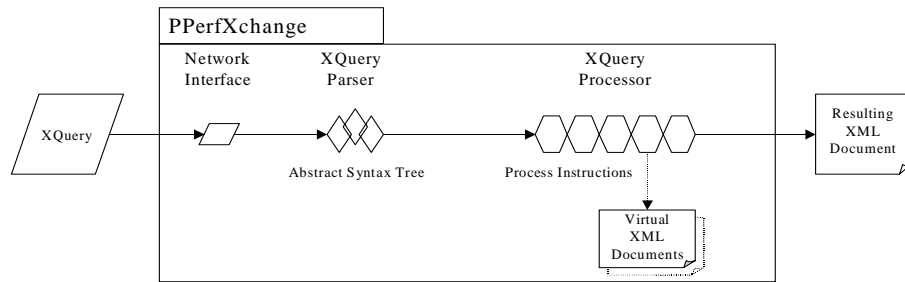 PPerfXchange
Network
Interface
XQuery
Parser
XQuery
Processor
XQuery
Abstract Syntax Tree
Process Instructions
Resulting
XML
Document
Virtual
XML
Documents